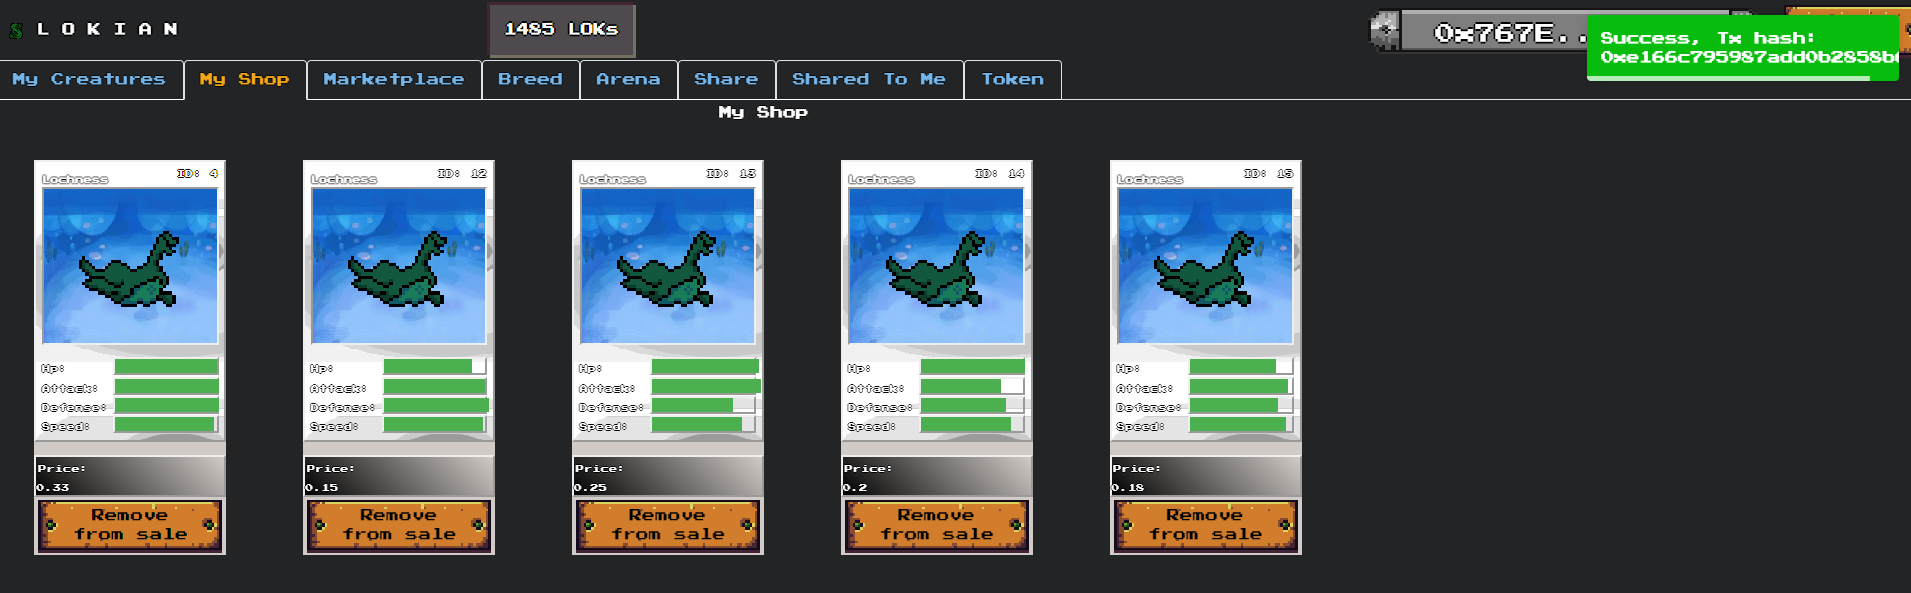 LOKIAN
1485 LOKs
0x767E..
Success, Tx hash:
0xe166c795987add0b2858b
My Creatures
My Shop
Marketplace
Breed
Arena
Share
Shared To Me
Token
My Shop
Lochness
ID: 4
Hp:
Attack:
Defense:
Speed:
Price:
0.33
Remove
from sale
Lochness
ID: 12
Hp:
Attack:
Defense:
Speed:
Price:
0.15
Remove
from sale
Lochness
ID: 13
Hp:
Attack:
Defense:
Speed:
Price:
0.25
Remove
from sale
Lochness
ID: 14
Hp:
Attack:
Defense:
Speed:
Price:
0.2
Remove
from sale
Lochness
ID: 15
Hp:
Attack:
Defense:
Speed:
Price:
0.18
Remove
from sale